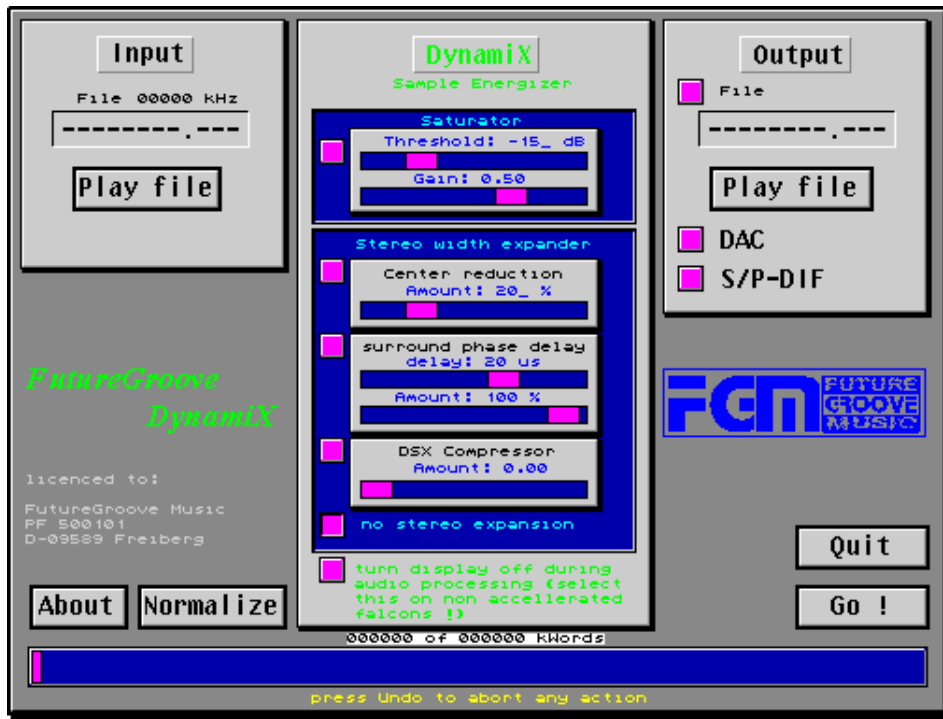 Input
File 00000 kHz
--------.---
Play file
DynamiX
Sample Energizer
Saturator
Threshold: -15_ dB
Gain: 0.50
Stereo width expander
Center reduction
Amount: 20_ %
surround phase delay
delay: 20 us
Amount: 100 %
DSX Compressor
Amount: 0.00
no stereo expansion
turn display off during
audio processing (select
this on non accellerated
falcons !)
Output
File
--------.---
Play file
DAC
S/P-DIF
FutureGroove
DynamiX
licenced to:
FutureGroove Music
PF 500101
D-09589 Freiberg
FGM FUTURE
GROOVE
MUSIC
About
Normalize
Quit
Go !
000000 of 000000 kWords
press Undo to abort any action